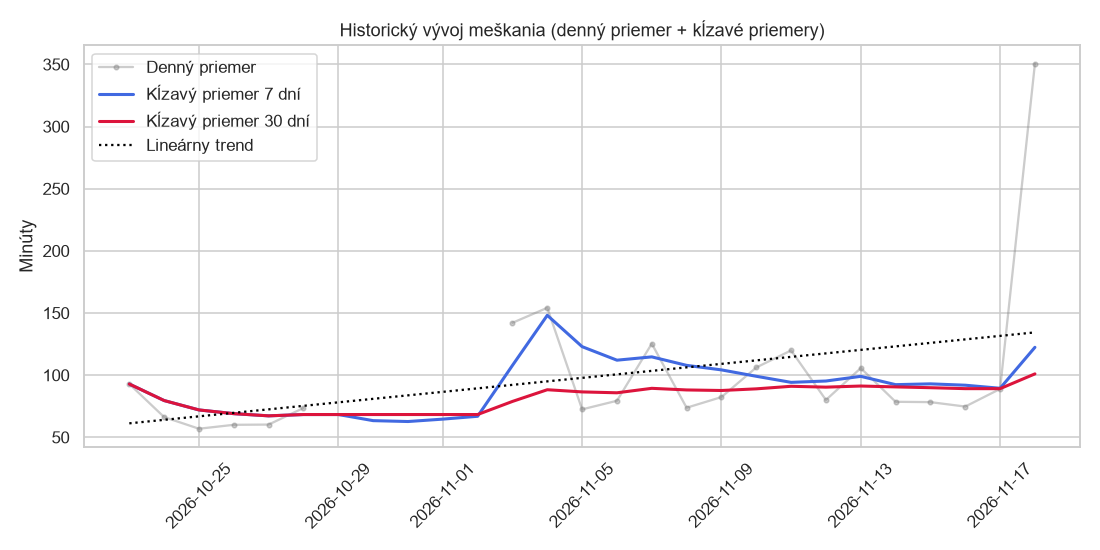 Historický vývoj meškania (denný priemer + kĺzavé priemery)
Denný priemer
Kĺzavý priemer 7 dní
Kĺzavý priemer 30 dní
Lineárny trend
Minúty
350
300
250
200
150
100
50
2026-10-25
2026-10-29
2026-11-01
2026-11-05
2026-11-09
2026-11-13
2026-11-17